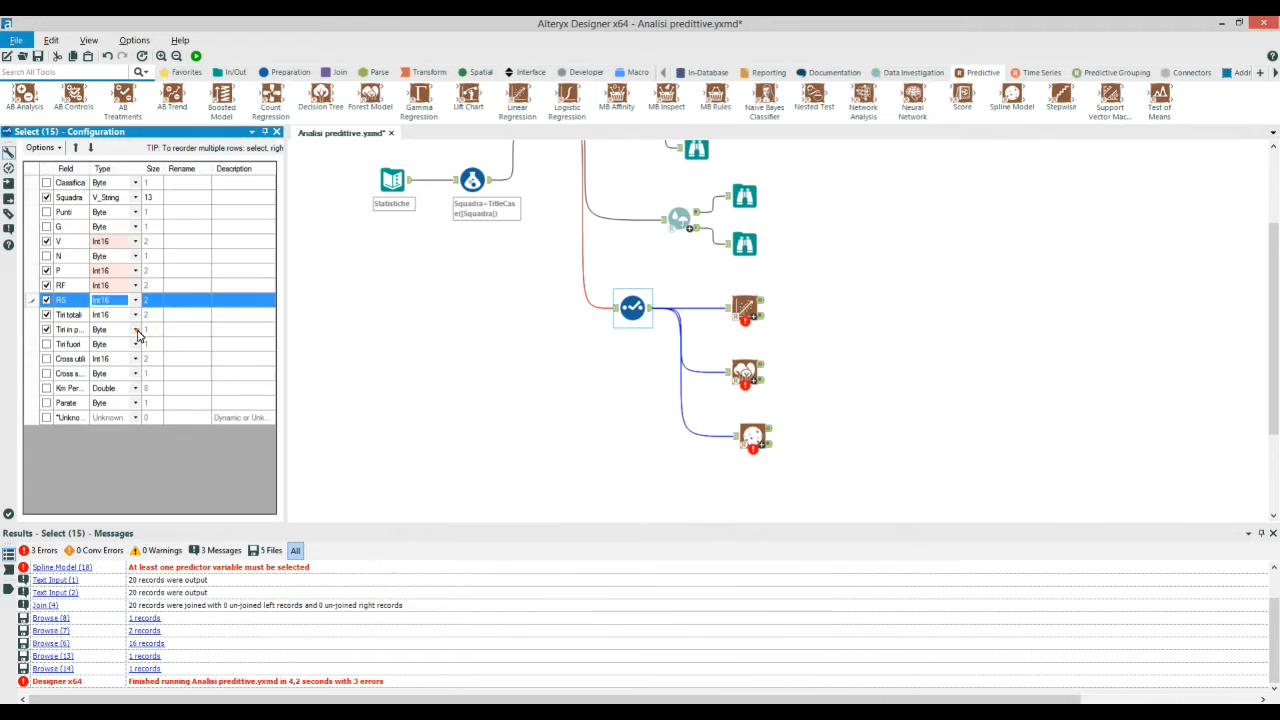 Alteryx Designer x64 - Analisi predittive.yxmd*
File Edit View Options Help
Search All Tools
Favorites In/Out Preparation Join Parse Transform Spatial Interface Developer Macro In-Database Reporting Documentation Data Investigation Predictive Time Series Predictive Grouping Connectors Addr
AB Analysis AB Controls AB Treatments AB Trend Boosted Model Count Regression Decision Tree Forest Model Gamma Regression Lift Chart Linear Regression Logistic Regression MB Affinity MB Inspect MB Rules Naive Bayes Classifier Nested Test Network Analysis Neural Network Score Spline Model Stepwise Support Vector Mac... Test of Means
Select (15) - Configuration
Analisi predittive.yxmd*
Options TIP: To reorder multiple rows: select, righ
Field Type Size Rename Description
Classifica Byte 1
Squadra V_String 13
Punti Byte 1
G Byte 1
V Int16 2
N Byte 1
P Int16 2
RF Int16 2
RS Int16 2
Tiri totali Int16 2
Tiri in p... Byte 1
Tiri fuori Byte 1
Cross utili Int16 2
Cross s... Byte 1
Km Per... Double 8
Parate Byte 1
*Unkno... Unknown 0 Dynamic or Unk...
Statistiche
Squadra=TitleCas
e([Squadra])
Results - Select (15) - Messages
3 Errors 0 Conv Errors 0 Warnings 3 Messages 5 Files All
Spline Model (18) At least one predictor variable must be selected
Text Input (1) 20 records were output
Text Input (2) 20 records were output
Join (4) 20 records were joined with 0 un-joined left records and 0 un-joined right records
Browse (8) 1 records
Browse (7) 2 records
Browse (6) 16 records
Browse (13) 1 records
Browse (14) 1 records
Designer x64 Finished running Analisi predittive.yxmd in 4,2 seconds with 3 errors